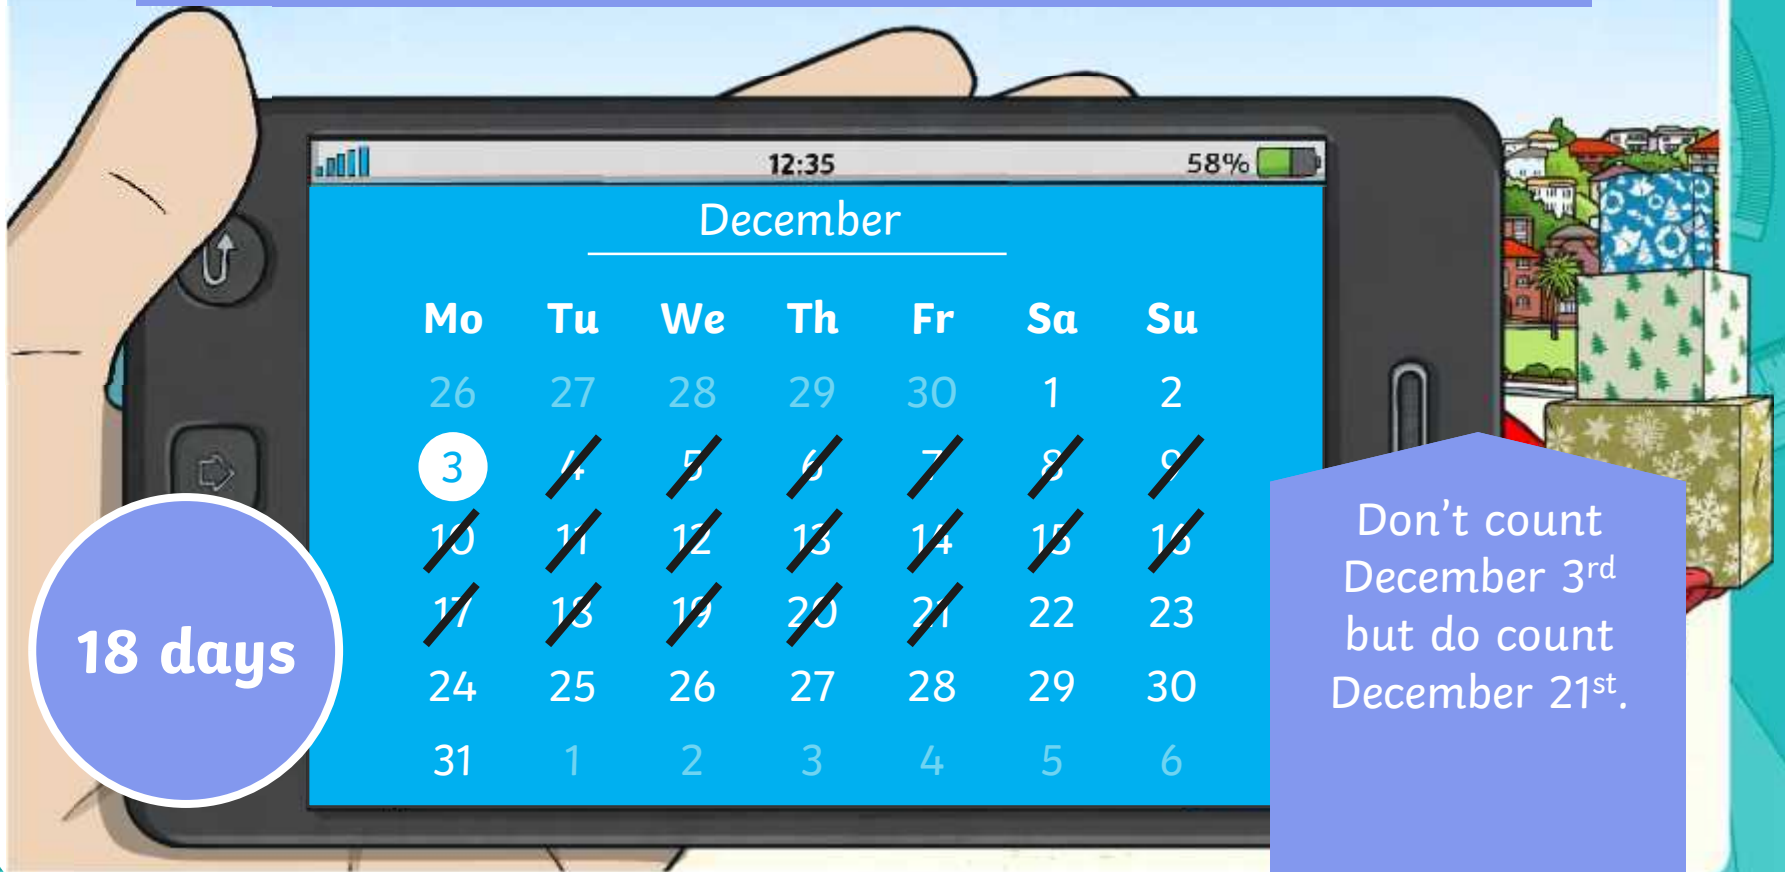 12:35 58%
December
Mo Tu We Th Fr Sa Su
26 27 28 29 30 1 2
3 4 5 6 7 8 9
10 11 12 13 14 15 16
17 18 19 20 21 22 23
24 25 26 27 28 29 30
31 1 2 3 4 5 6
18 days
Don't count
December 3rd
but do count
December 21st.